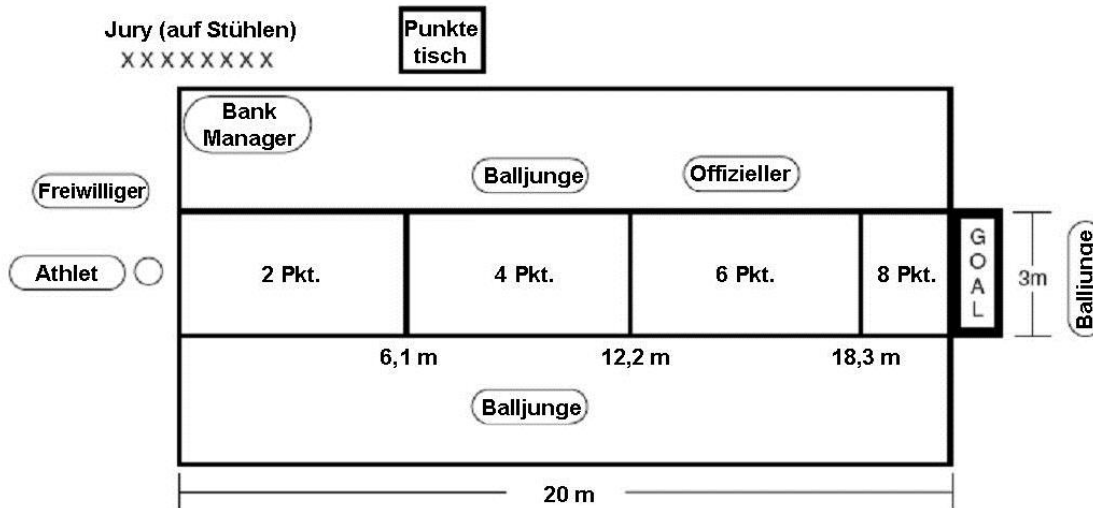 Jury (auf Stühlen)
X X X X X X X X
Punkte
tisch
Bank
Manager
Balljunge
Offizieller
Freiwilliger
Athlet
2 Pkt.
4 Pkt.
6 Pkt.
8 Pkt.
GOAL
3m
Balljunge
6,1 m
12,2 m
18,3 m
Balljunge
20 m